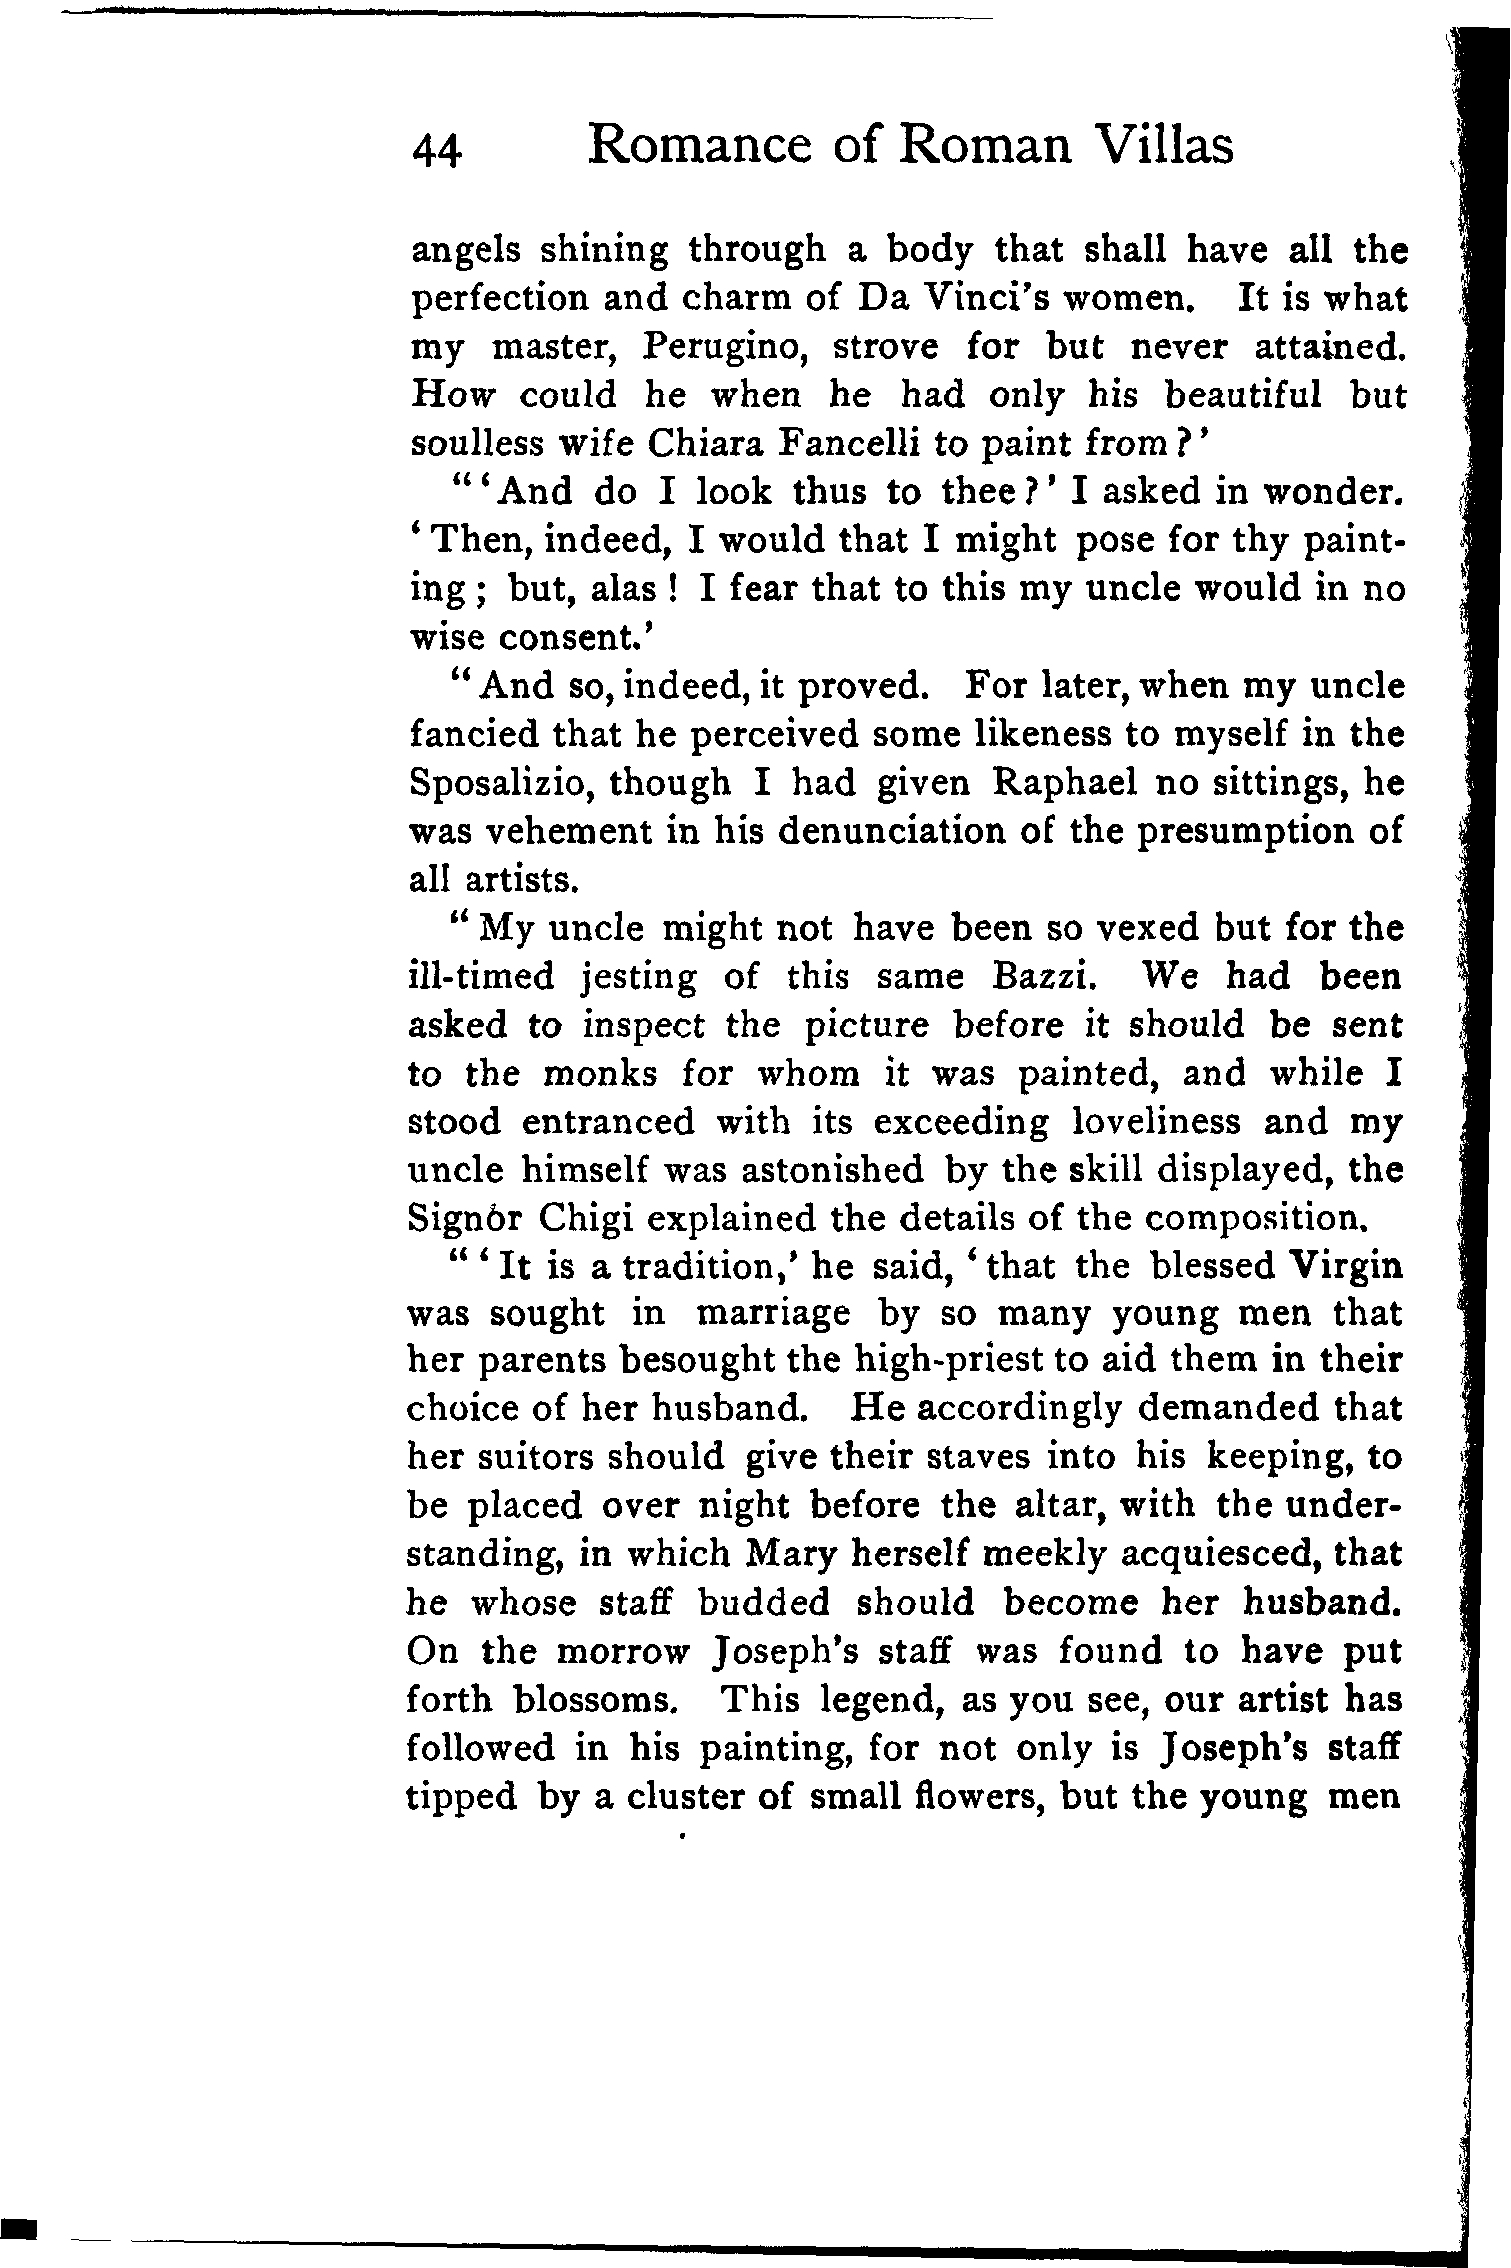 44 Romance of Roman Villas
angels shining through a body that shall have all the
perfection and charm of Da Vinci's women. It is what
my master, Perugino, strove for but never attained.
How could he when he had only his beautiful but
soulless wife Chiara Fancelli to paint from?'
"'And do I look thus to thee?' I asked in wonder.
'Then, indeed, I would that I might pose for thy paint-
ing; but, alas! I fear that to this my uncle would in no
wise consent.'
"And so, indeed, it proved. For later, when my uncle
fancied that he perceived some likeness to myself in the
Sposalizio, though I had given Raphael no sittings, he
was vehement in his denunciation of the presumption of
all artists.
"My uncle might not have been so vexed but for the
ill-timed jesting of this same Bazzi. We had been
asked to inspect the picture before it should be sent
to the monks for whom it was painted, and while I
stood entranced with its exceeding loveliness and my
uncle himself was astonished by the skill displayed, the
Signòr Chigi explained the details of the composition.
"'It is a tradition,' he said, 'that the blessed Virgin
was sought in marriage by so many young men that
her parents besought the high-priest to aid them in their
choice of her husband. He accordingly demanded that
her suitors should give their staves into his keeping, to
be placed over night before the altar, with the under-
standing, in which Mary herself meekly acquiesced, that
he whose staff budded should become her husband.
On the morrow Joseph's staff was found to have put
forth blossoms. This legend, as you see, our artist has
followed in his painting, for not only is Joseph's staff
tipped by a cluster of small flowers, but the young men